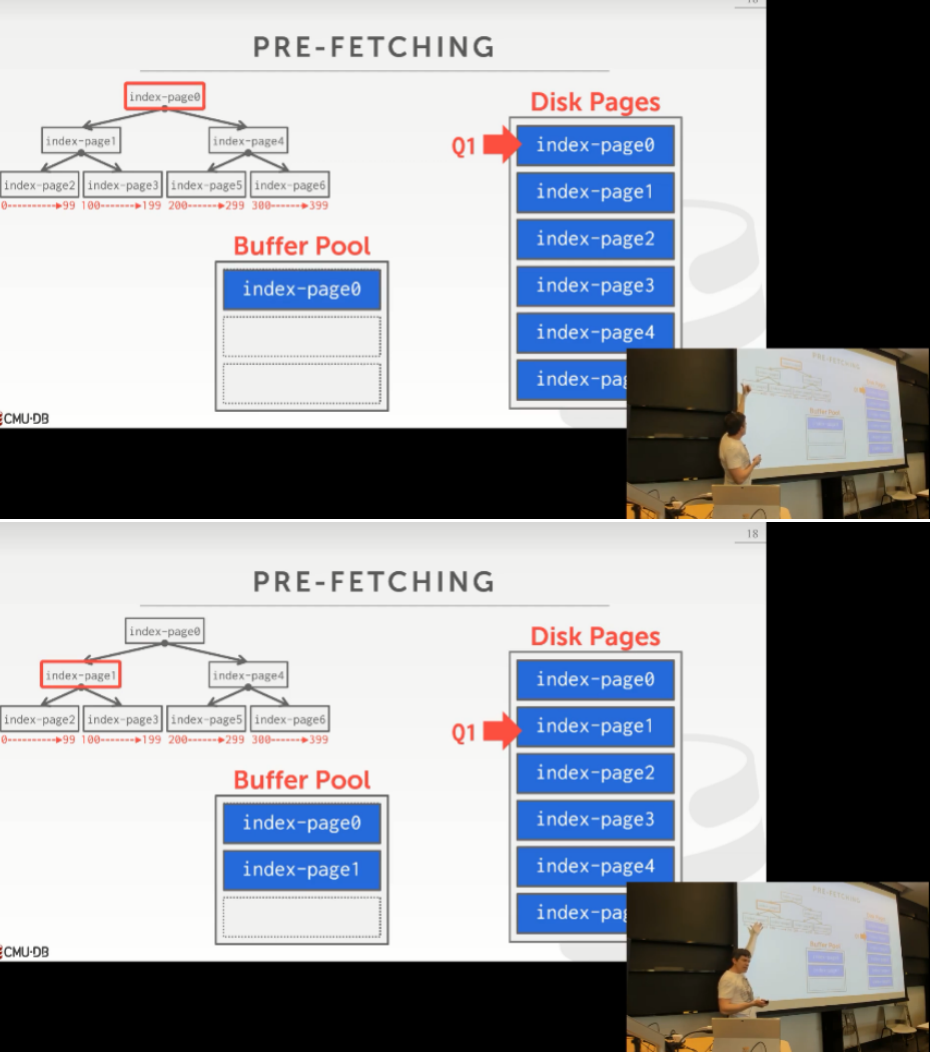 PRE-FETCHING
index-page0
index-page1
index-page4
index-page2
index-page3
index-page5
index-page6
0--------->99
100------>199
200------>299
300------>399
Buffer Pool
index-page0
Disk Pages
Q1
index-page0
index-page1
index-page2
index-page3
index-page4
index-pag
CMU·DB
18
PRE-FETCHING
index-page0
index-page1
index-page4
index-page2
index-page3
index-page5
index-page6
0--------->99
100------>199
200------>299
300------>399
Buffer Pool
index-page0
index-page1
Disk Pages
Q1
index-page0
index-page1
index-page2
index-page3
index-page4
index-pag
CMU·DB